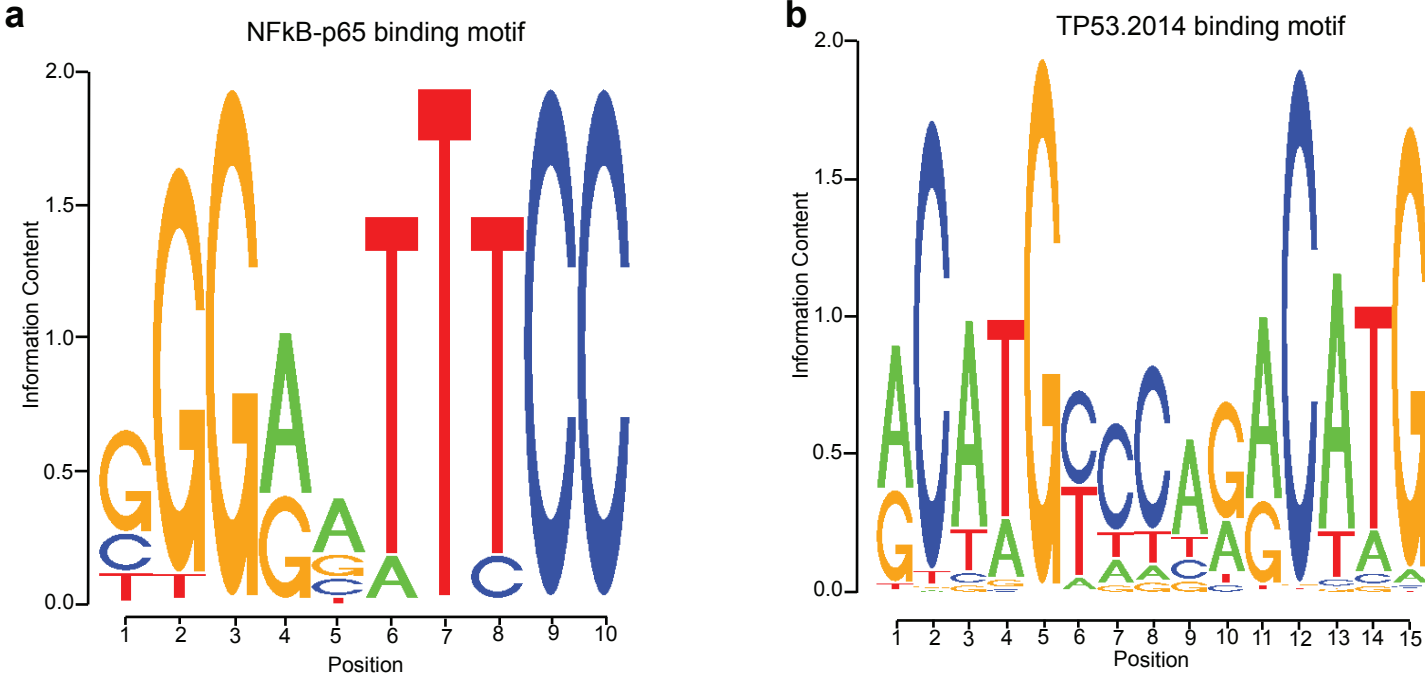 a
NFkB-p65 binding motif
2.0
1.5
1.0
0.5
0.0
Information Content
G C T
G T
G
A G
A G C T
T A
T
T C
C
C
1 2 3 4 5 6 7 8 9 10
Position
b
TP53.2014 binding motif
2.0
1.5
1.0
0.5
0.0
Information Content
A G T
C T
A T C G
T A G
G
C T A
C T A G
C T A G
A T C G
G A T C
A G T
C
A T C G
T A C G
G A
1 2 3 4 5 6 7 8 9 10 11 12 13 14 15
Position